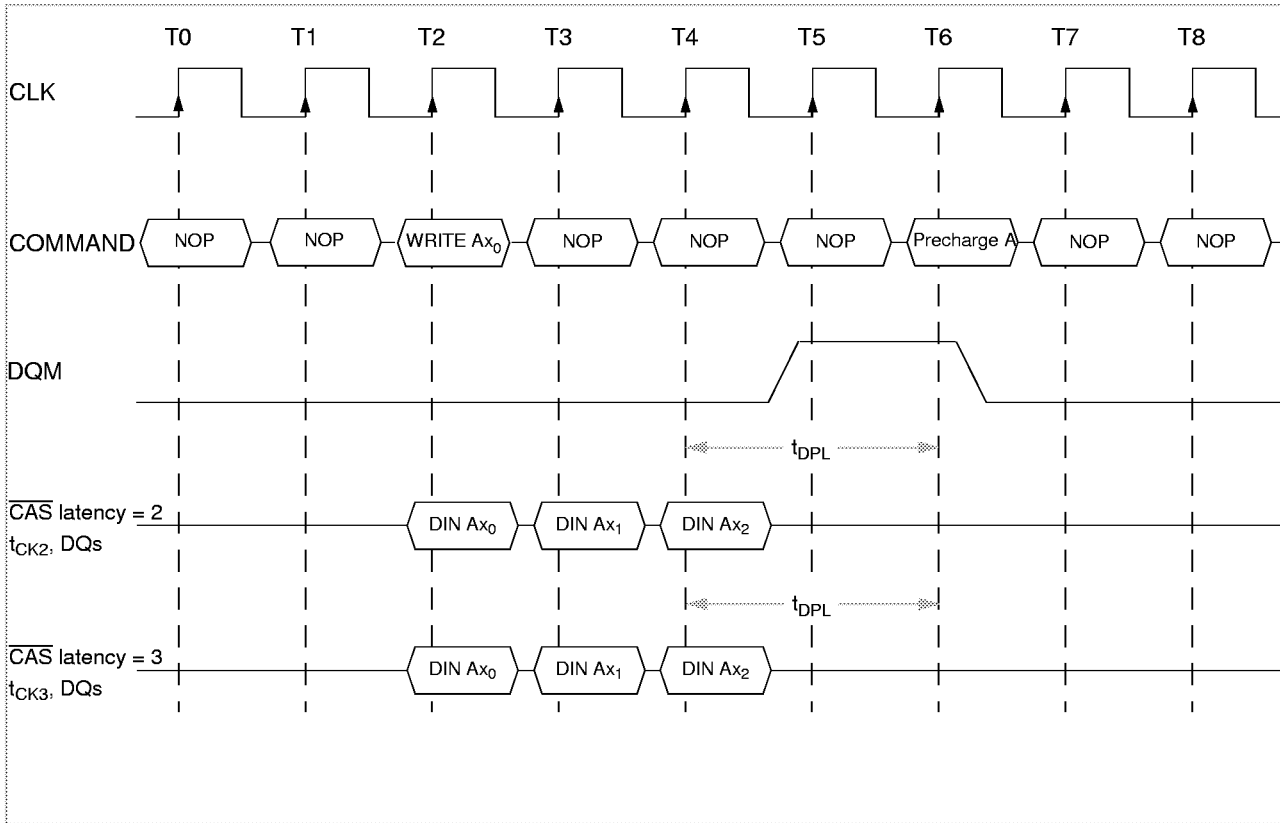 T0 T1 T2 T3 T4 T5 T6 T7 T8
CLK
COMMAND NOP NOP WRITE Ax0 NOP NOP NOP Precharge A NOP NOP
DQM
tDPL
CAS latency = 2
DIN Ax0 DIN Ax1 DIN Ax2
tCK2, DQs
tDPL
CAS latency = 3
DIN Ax0 DIN Ax1 DIN Ax2
tCK3, DQs